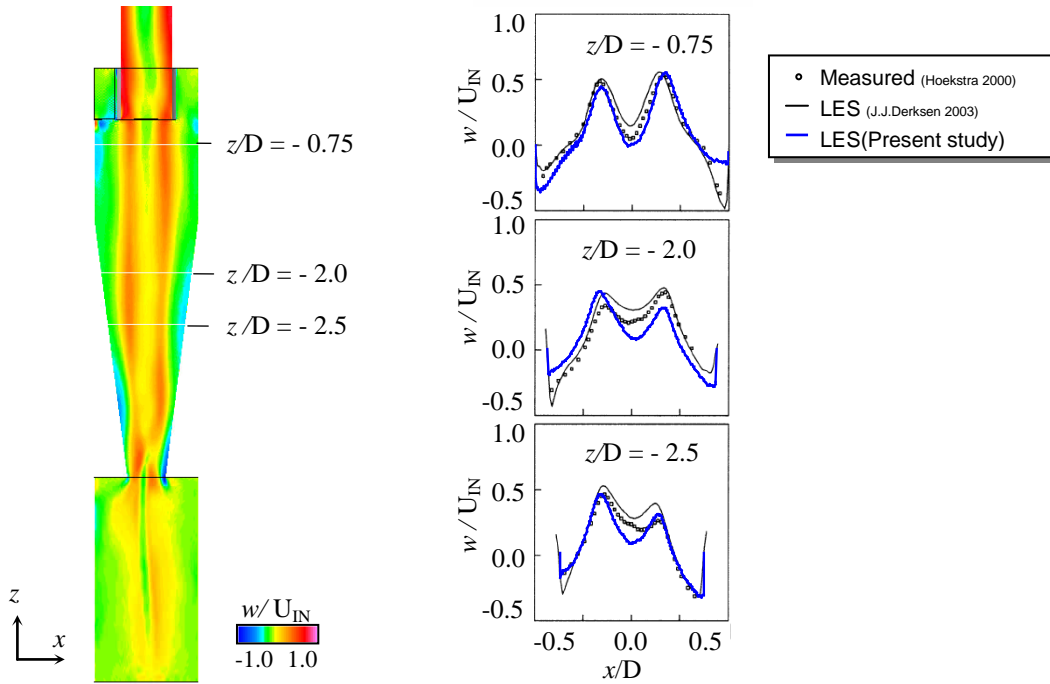 z/D = - 0.75
z /D = - 2.0
z /D = - 2.5
z
x
w/ U_IN
-1.0 1.0
1.0
z/D = - 0.75
0.5
w / U_IN
0.0
-0.5
1.0
z/D = - 2.0
0.5
w / U_IN
0.0
-0.5
1.0
z/D = - 2.5
0.5
w / U_IN
0.0
-0.5
-0.5 0.0 0.5
x/D
Measured (Hoekstra 2000)
LES (J.J.Derksen 2003)
LES(Present study)